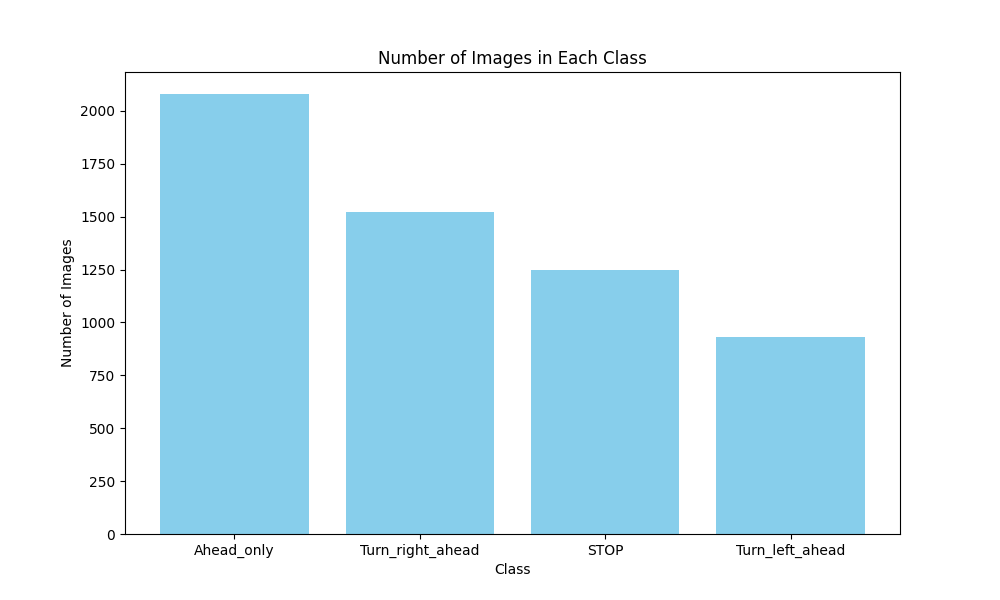 Number of Images in Each Class
Number of Images
2000
1750
1500
1250
1000
750
500
250
0
Ahead_only Turn_right_ahead STOP Turn_left_ahead
Class